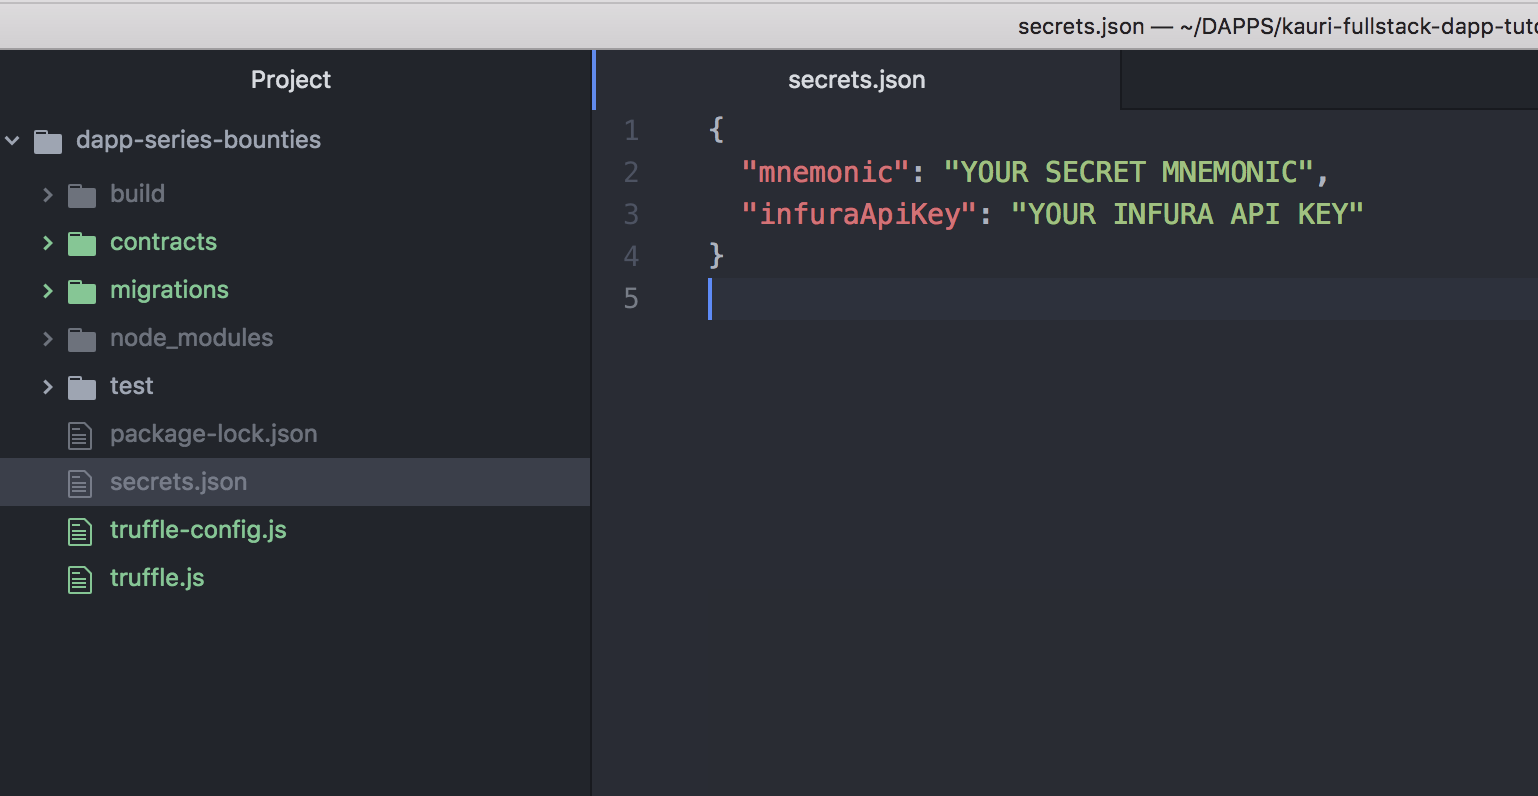 secrets.json — ~/DAPPS/kauri-fullstack-dapp-tuto
Project
dapp-series-bounties
build
contracts
migrations
node_modules
test
package-lock.json
secrets.json
truffle-config.js
truffle.js
secrets.json
1 {
2 "mnemonic": "YOUR SECRET MNEMONIC",
3 "infuraApiKey": "YOUR INFURA API KEY"
4 }
5